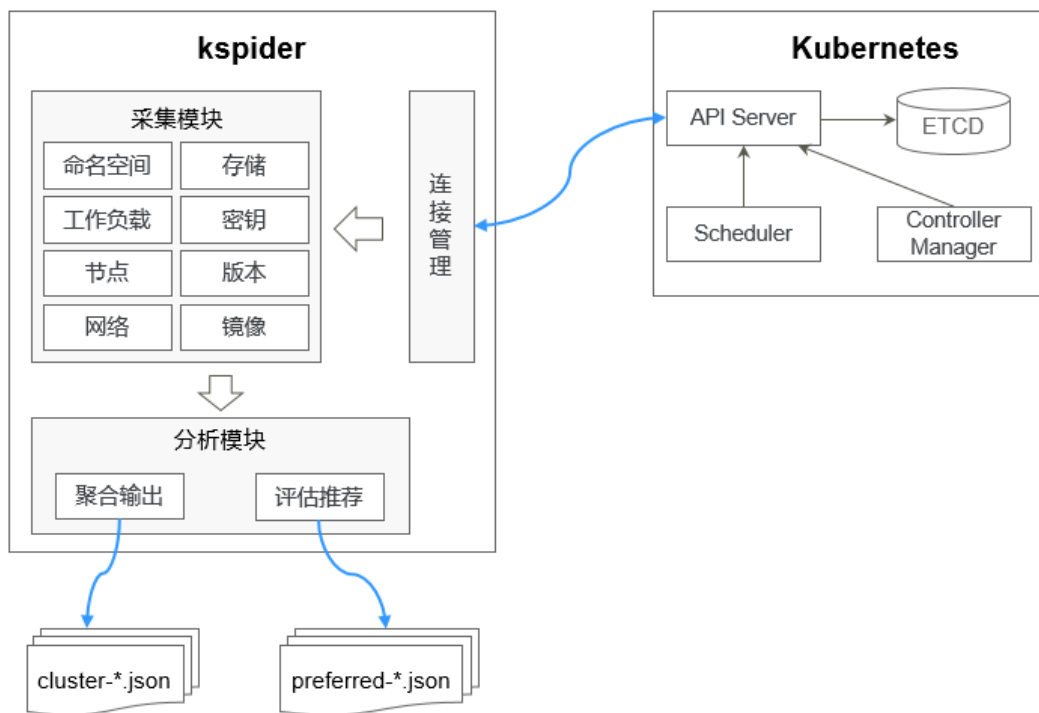 kspider
采集模块
命名空间
存储
工作负载
密钥
节点
版本
网络
镜像
连接管理
分析模块
聚合输出
评估推荐
cluster-*.json
preferred-*.json
Kubernetes
API Server
ETCD
Scheduler
Controller
Manager